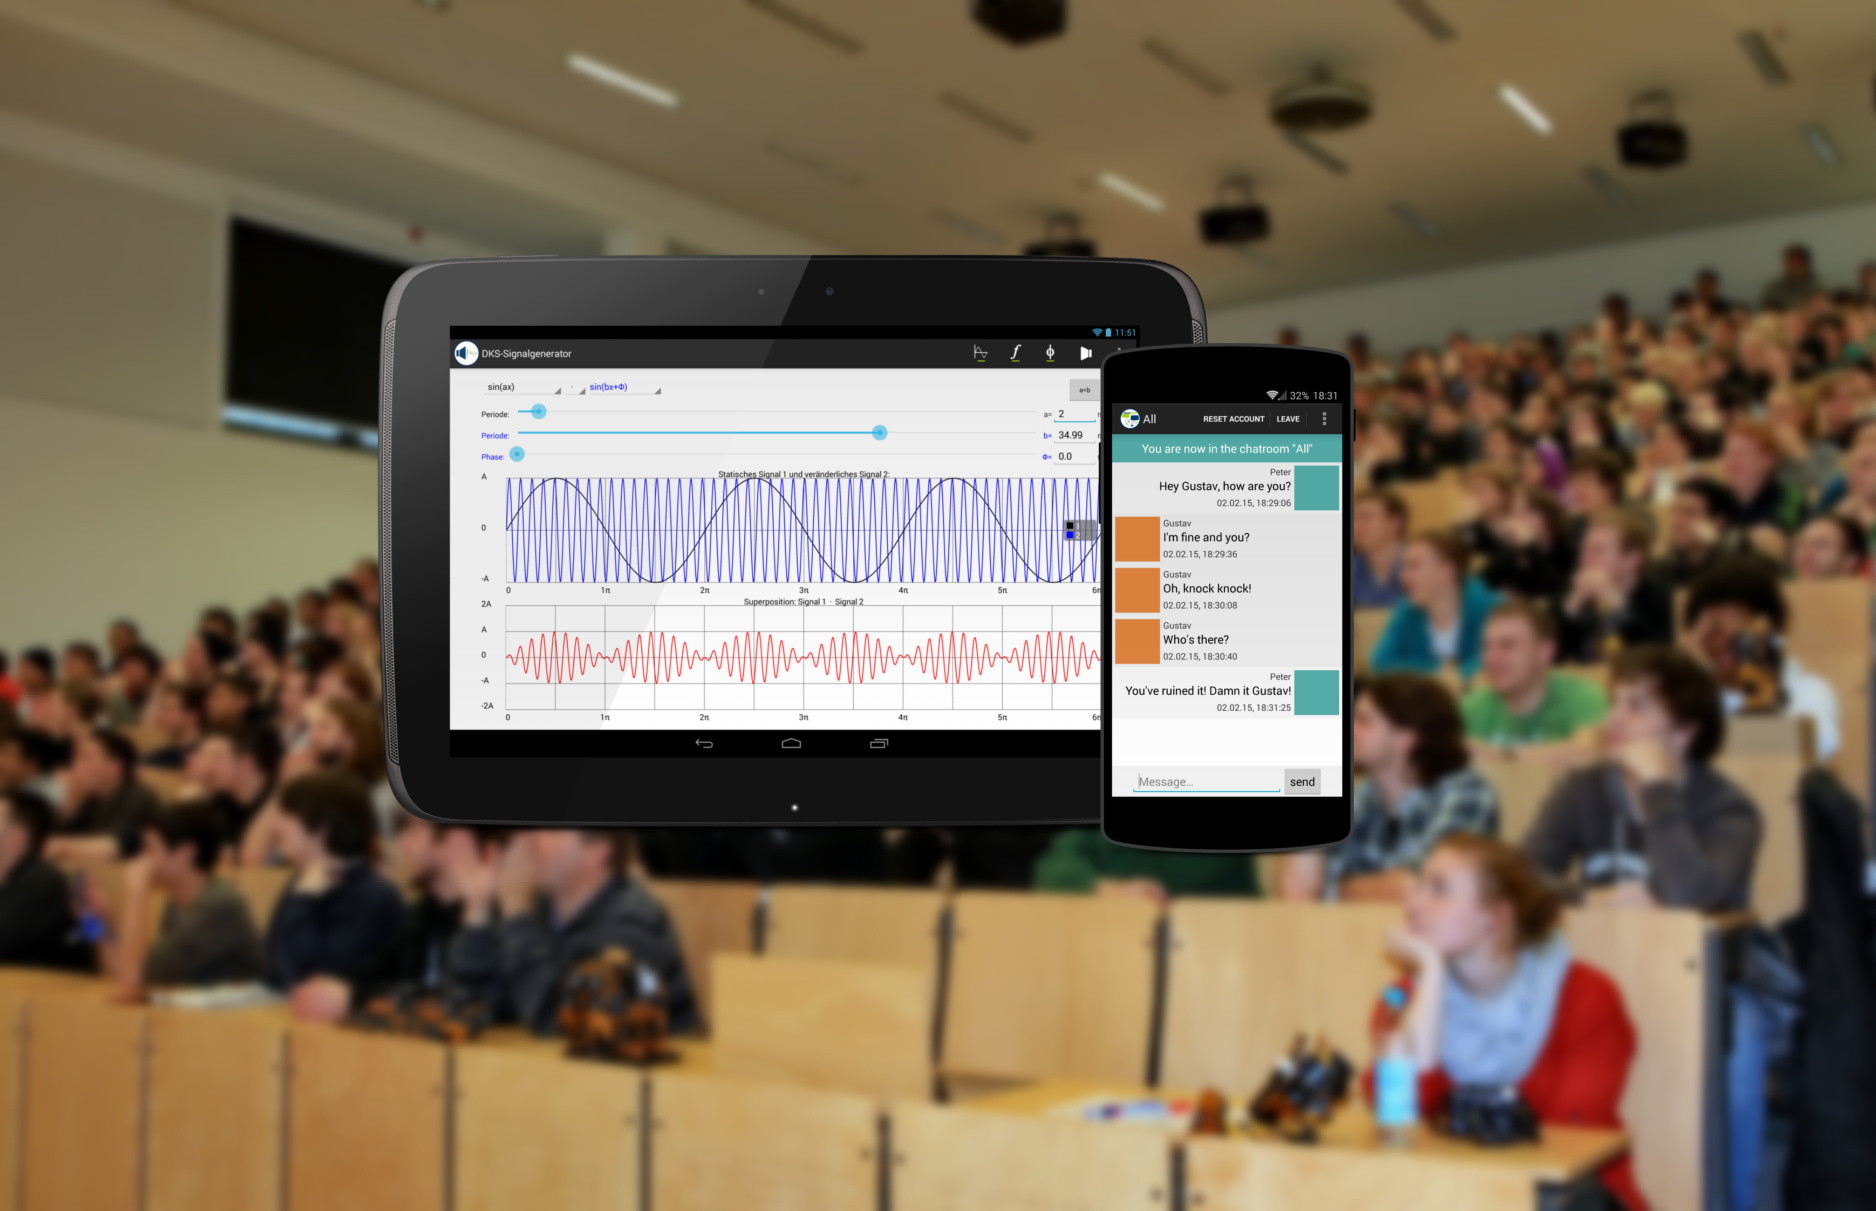 11:51
DKS-Signalgenerator
sin(ax) · sin(bx+Φ)
a+b
Periode: a= 2
Periode: b= 34.99
Phase: Φ= 0.0
Statisches Signal 1 und veränderliches Signal 2:
A
0
-A
0 1π 2π 3π 4π 5π 6π
Superposition: Signal 1 · Signal 2
2A
A
0
-A
-2A
0 1π 2π 3π 4π 5π 6π
32% 18:31
All RESET ACCOUNT LEAVE
You are now in the chatroom "All"
Peter
Hey Gustav, how are you?
02.02.15, 18:29:06
Gustav
I'm fine and you?
02.02.15, 18:29:36
Gustav
Oh, knock knock!
02.02.15, 18:30:08
Gustav
Who's there?
02.02.15, 18:30:40
Peter
You've ruined it! Damn it Gustav!
02.02.15, 18:31:25
Message... send